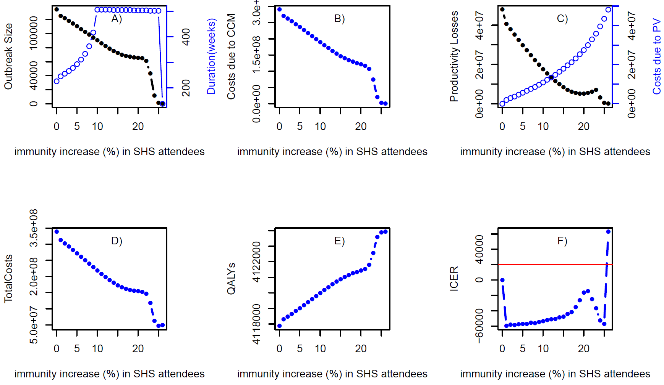 A)
Outbreak Size
0 40000 100000
Duration(weeks)
200 500
0 5 10 20
immunity increase (%) in SHS attendees
B)
Costs due to CCM
0.0e+00 1.5e+08 3.0e+
0 5 10 20
immunity increase (%) in SHS attendees
C)
Productivity Losses
0e+00 2e+07 4e+07
Costs due to PV
0e+00 2e+07 4e+07
0 5 10 20
immunity increase (%) in SHS attendees
D)
TotalCosts
5.0e+07 2.0e+08 3.5e+08
0 5 10 20
immunity increase (%) in SHS attendees
E)
QALYs
4118000 4122000
0 5 10 20
immunity increase (%) in SHS attendees
F)
ICER
-60000 0 40000
0 5 10 20
immunity increase (%) in SHS attendees